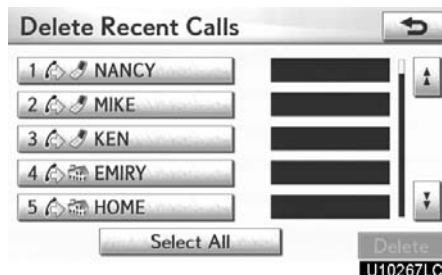 Delete Recent Calls
1 NANCY
2 MIKE
3 KEN
4 EMIRY
5 HOME
Select All
Delete
U10267LC